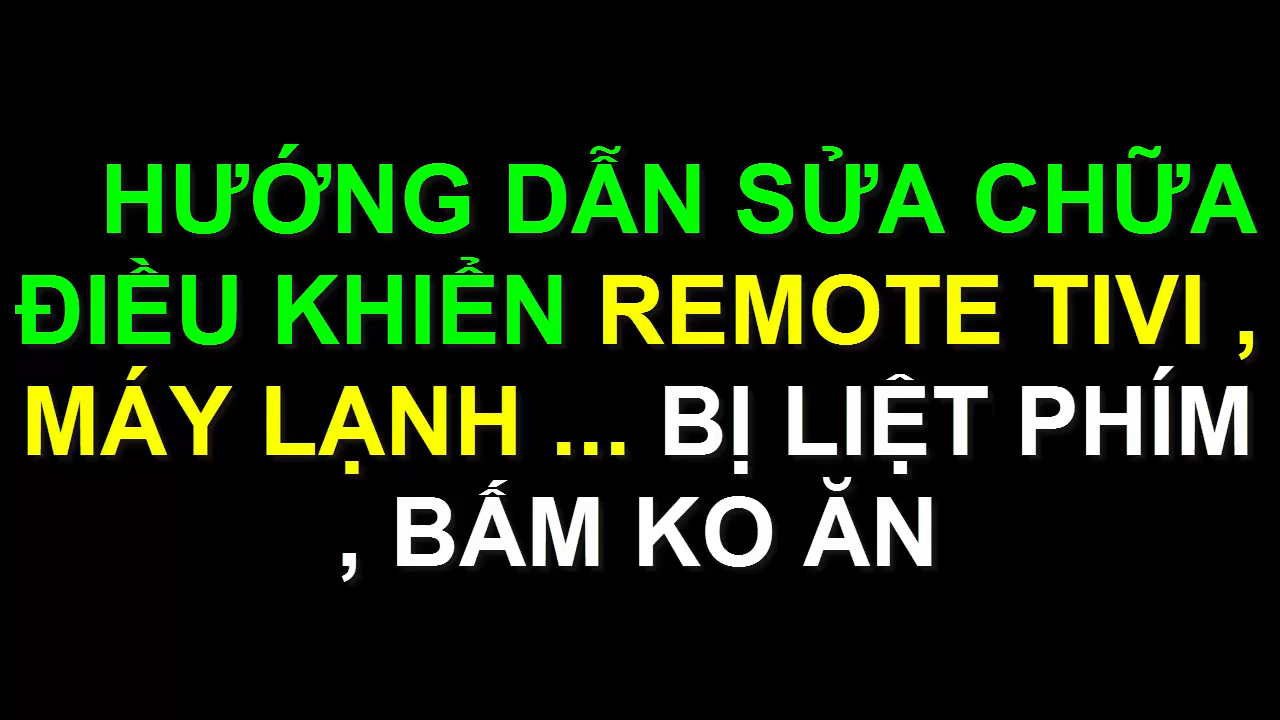 HƯỚNG DẪN SỬA CHỮA
ĐIỀU KHIỂN REMOTE TIVI ,
MÁY LẠNH ... BỊ LIỆT PHÍM
, BẤM KO ĂN